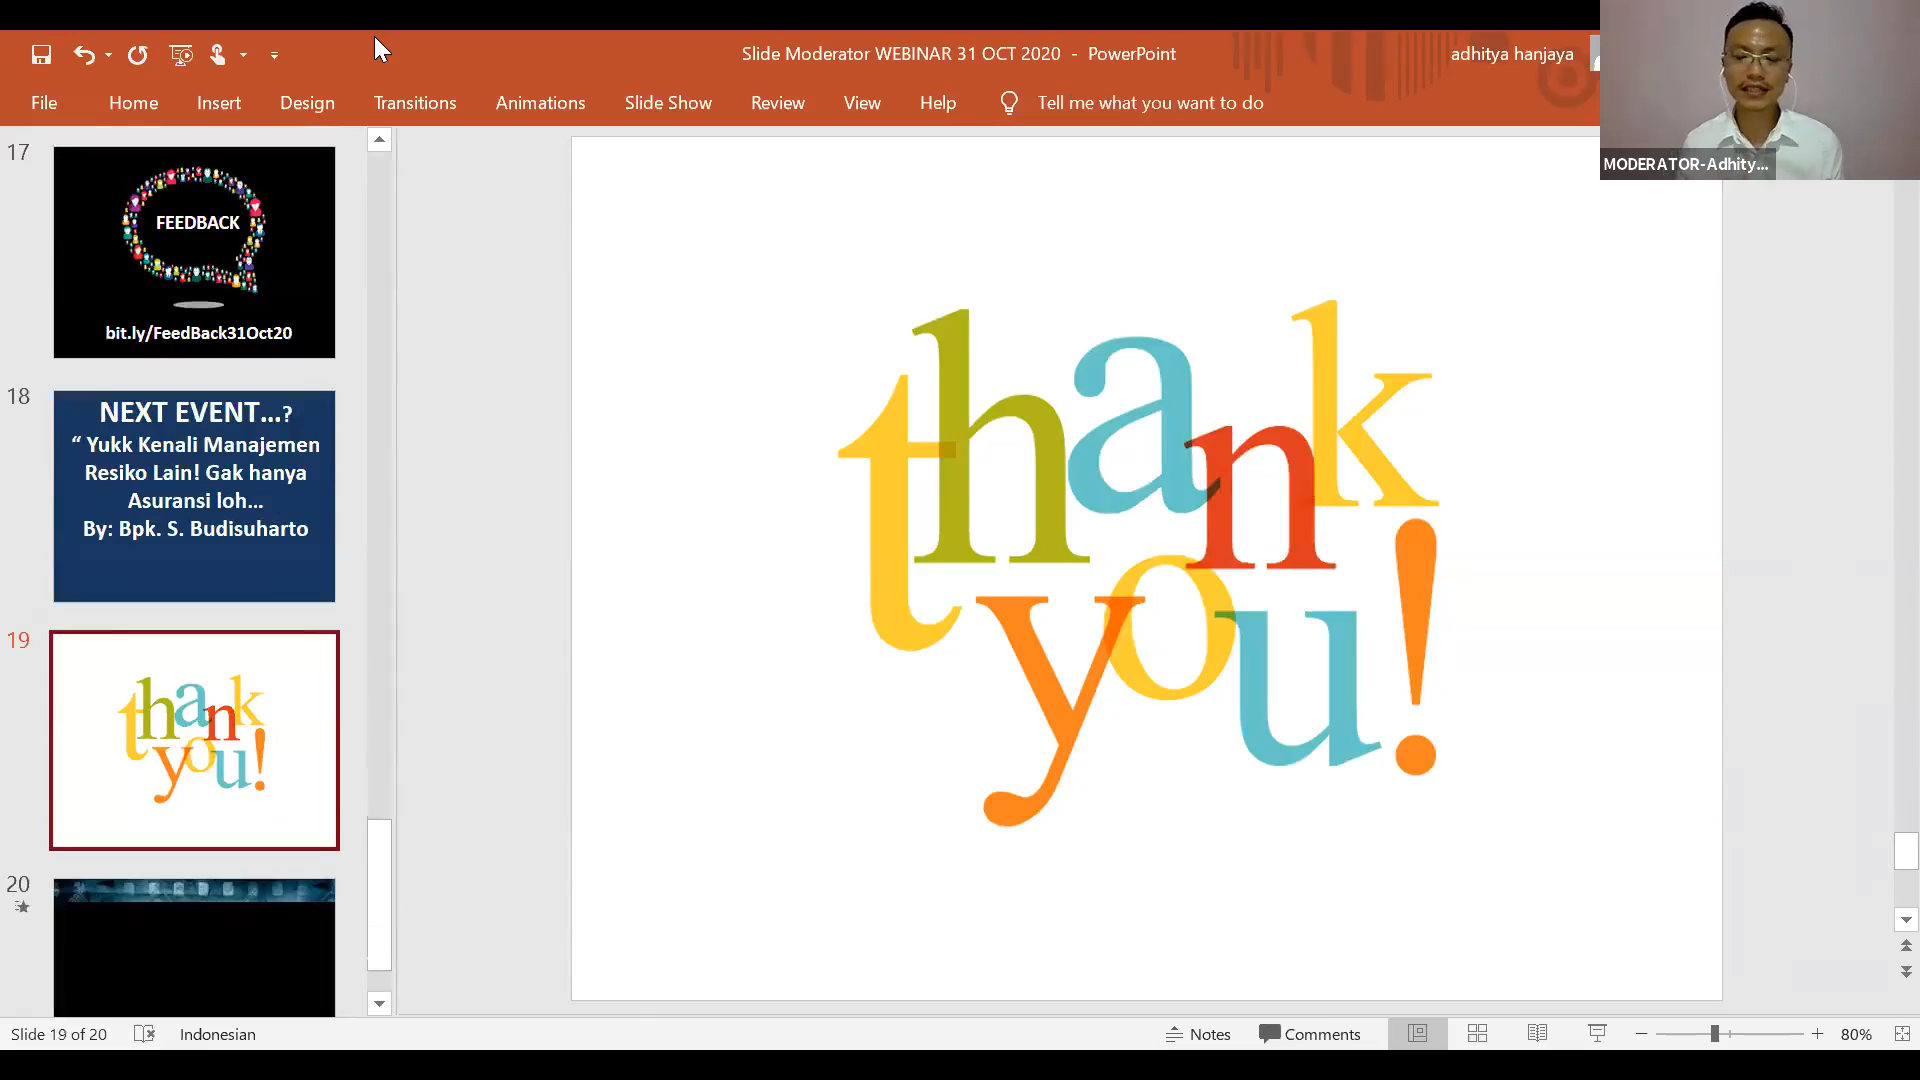 Slide Moderator WEBINAR 31 OCT 2020 - PowerPoint
adhitya hanjaya
File Home Insert Design Transitions Animations Slide Show Review View Help Tell me what you want to do
MODERATOR-Adhity...
17
FEEDBACK
bit.ly/FeedBack31Oct20
18
NEXT EVENT...?
“ Yukk Kenali Manajemen
Resiko Lain! Gak hanya
Asuransi loh...
By: Bpk. S. Budisuharto
19
thank
you!
20
thank
you!
Slide 19 of 20 Indonesian Notes Comments 80%